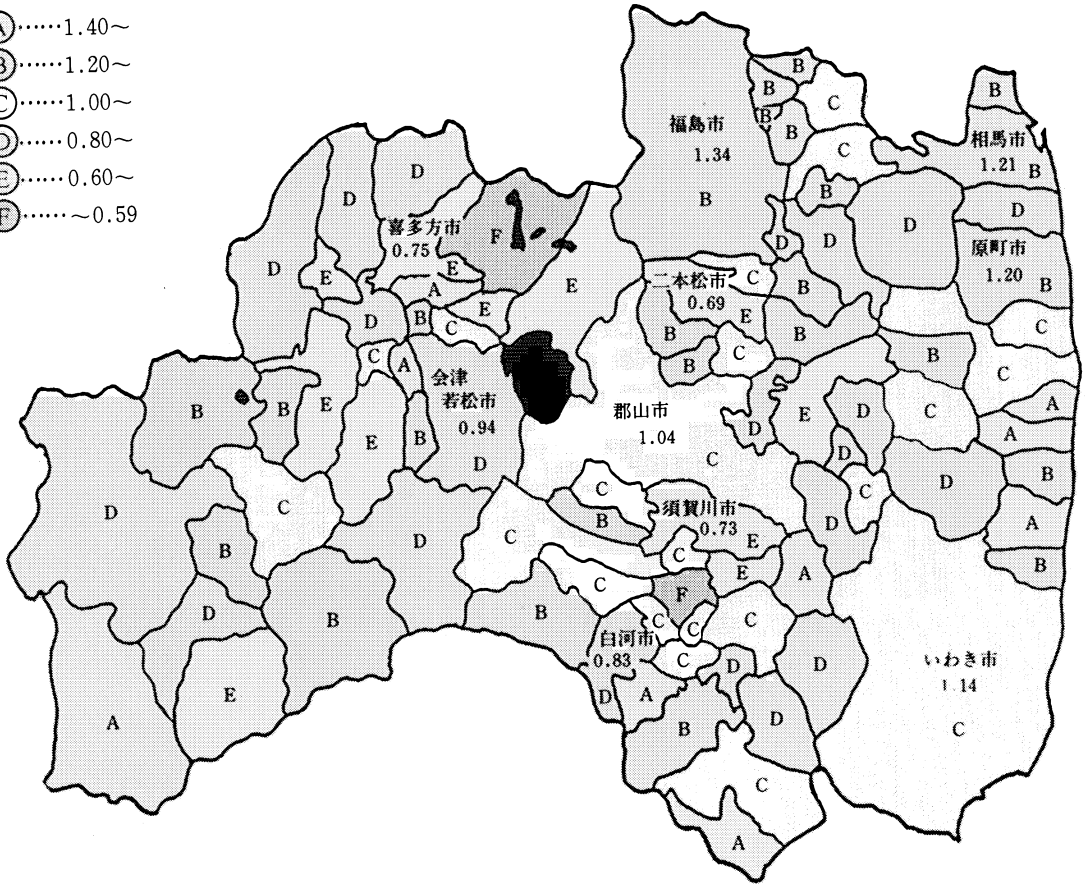 A……1.40~
B……1.20~
C……1.00~
D……0.80~
E……0.60~
F……~0.59
B
B
C
B
B
C
福島市
1.34
B
B
相馬市
1.21
B
B
D
D
原町市
1.20
B
D
D
D
喜多方市
0.75
F
E
A
E
D
E
D
B
C
E
二本松市
0.69
C
E
B
B
B
B
C
C
B
C
C
A
会津
若松市
0.94
D
B
郡山市
1.04
C
D
E
D
D
C
A
A
B
B
B
E
E
D
C
C
B
須賀川市
0.73
E
D
C
D
A
B
D
B
D
C
C
E
A
C
F
B
D
B
白河市
0.83
C
C
C
C
D
D
いわき市
1.14
C
A
E
D
A
B
D
C
A